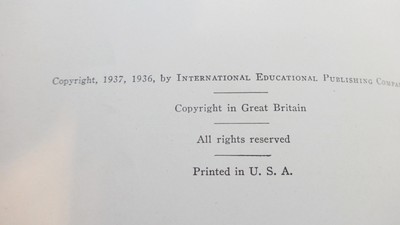 Copyright, 1937, 1936, by INTERNATIONAL EDUCATIONAL PUBLISHING
Copyright in Great Britain
All rights reserved
Printed in U. S. A.